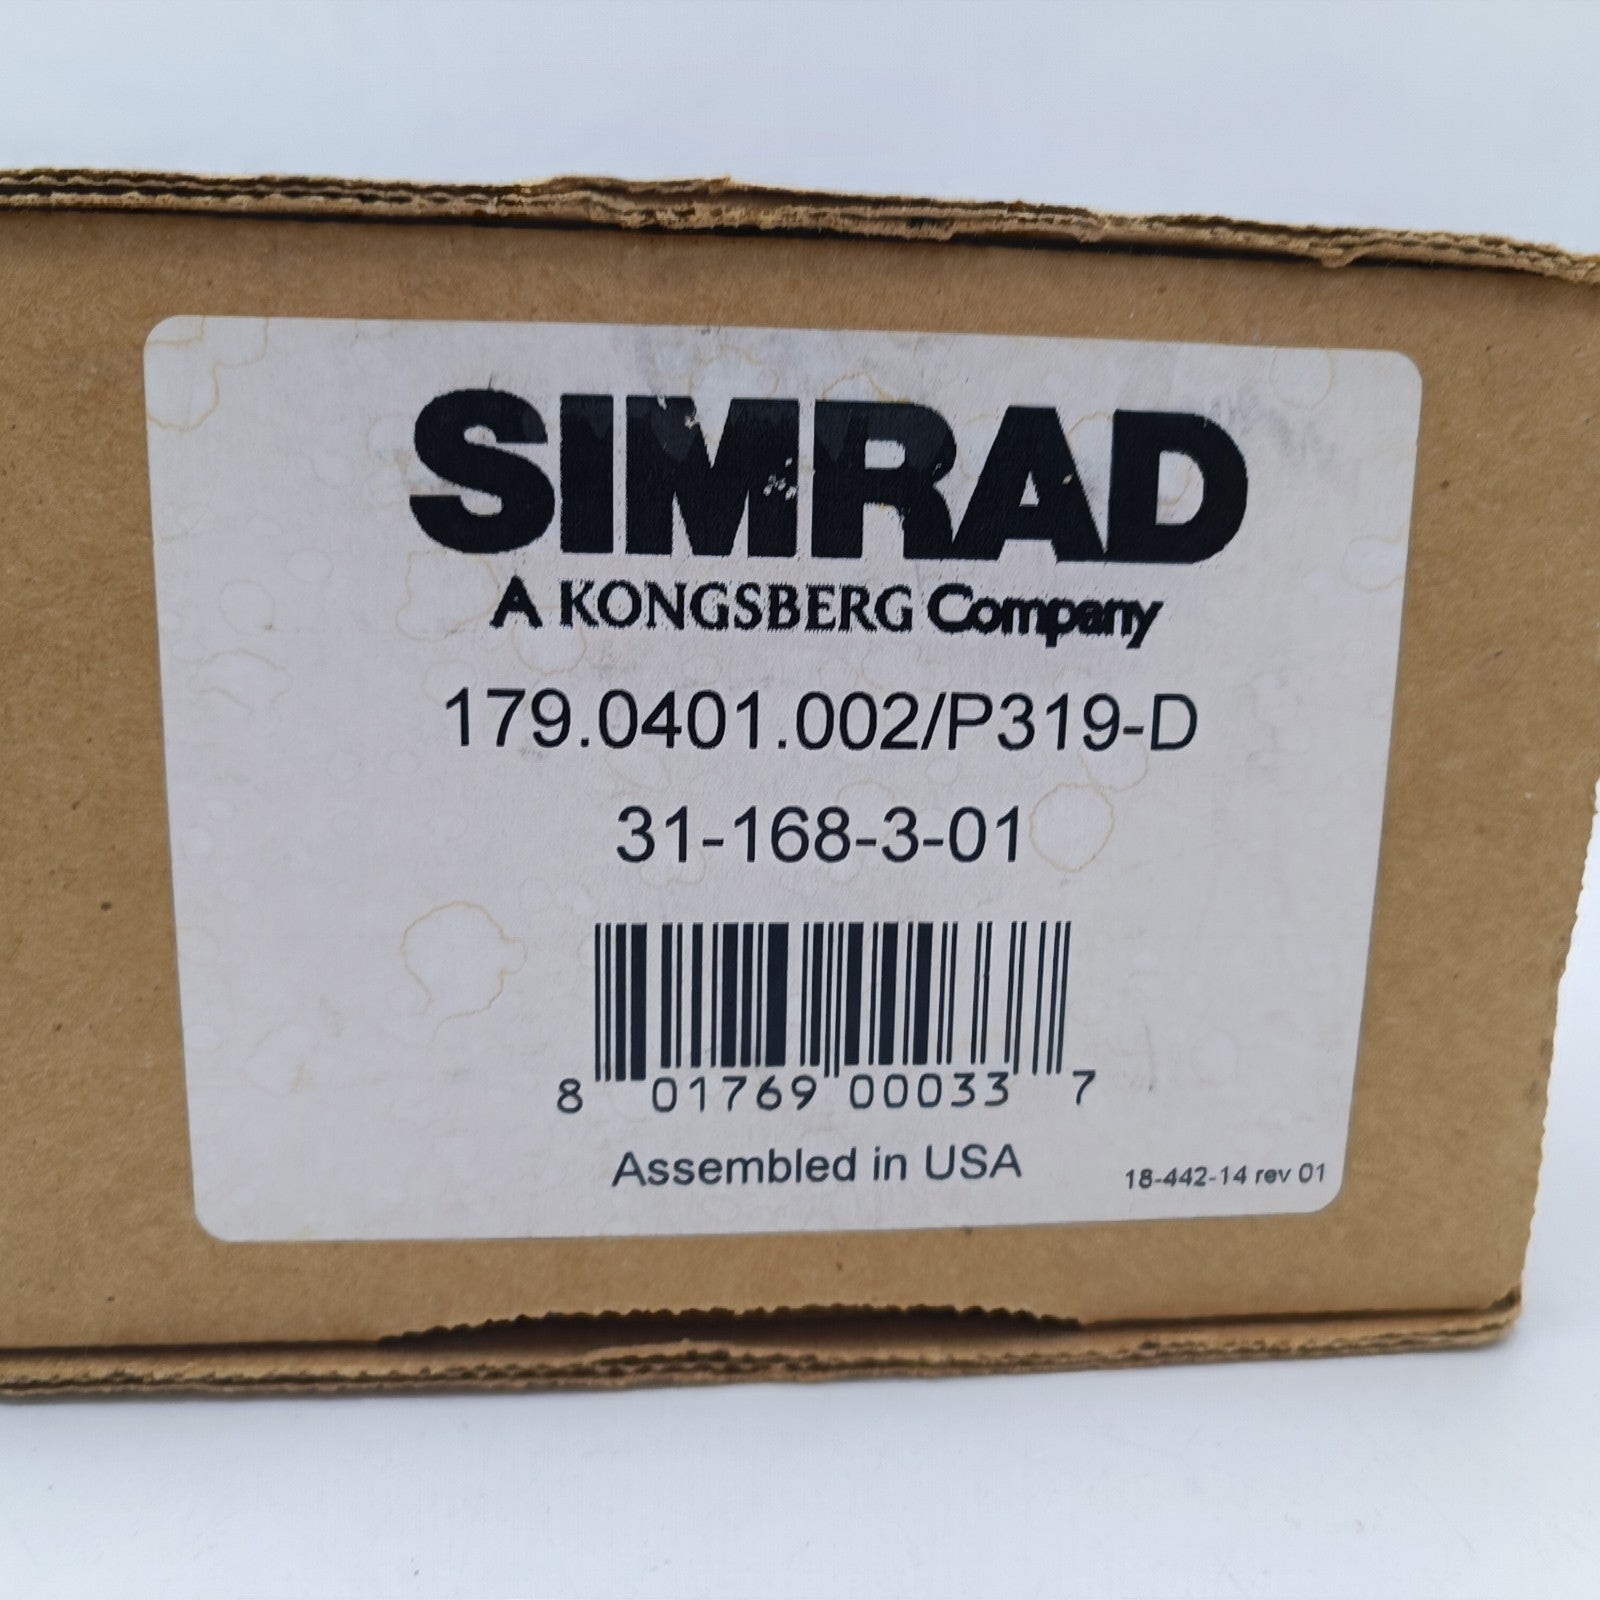 SIMRAD
A KONGSBERG Company
179.0401.002/P319-D
31-168-3-01
8 01769 00033 7
Assembled in USA
18-442-14 rev 01